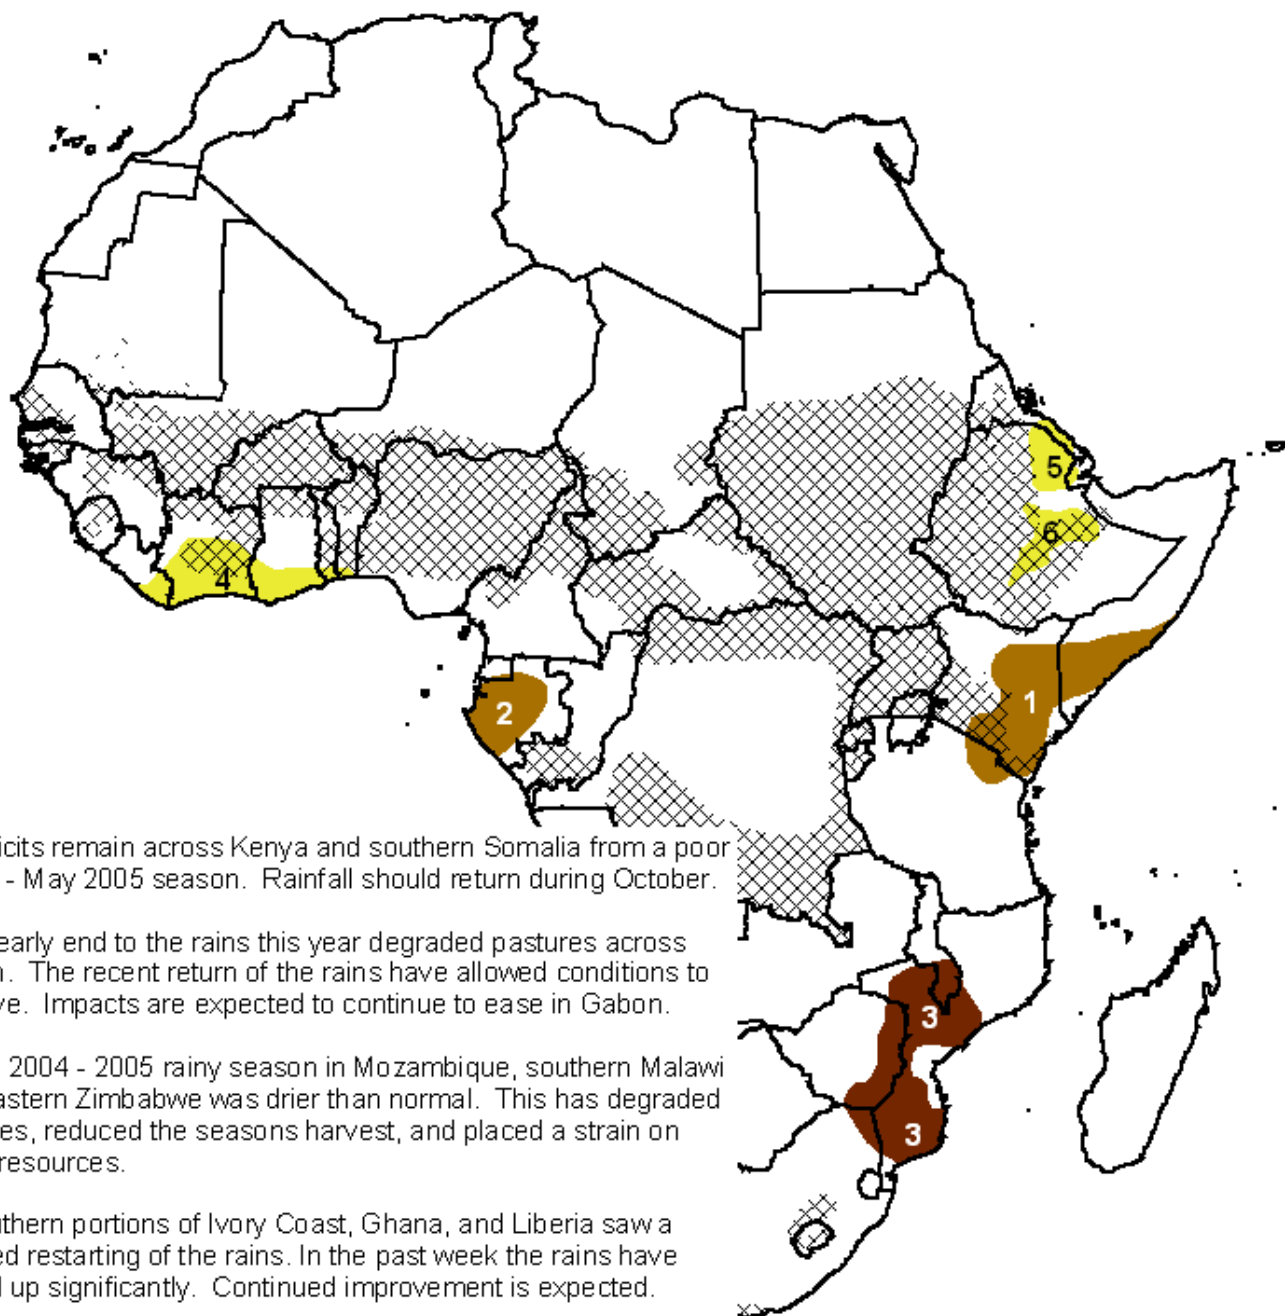 5
6
4
1
2
icits remain across Kenya and southern Somalia from a poor
- May 2005 season. Rainfall should return during October.
early end to the rains this year degraded pastures across
. The recent return of the rains have allowed conditions to
ve. Impacts are expected to continue to ease in Gabon.
3
2004 - 2005 rainy season in Mozambique, southern Malawi
astern Zimbabwe was drier than normal. This has degraded
es, reduced the seasons harvest, and placed a strain on
3
resources.
uthern portions of Ivory Coast, Ghana, and Liberia saw a
ed restarting of the rains. In the past week the rains have
d up significantly. Continued improvement is expected.